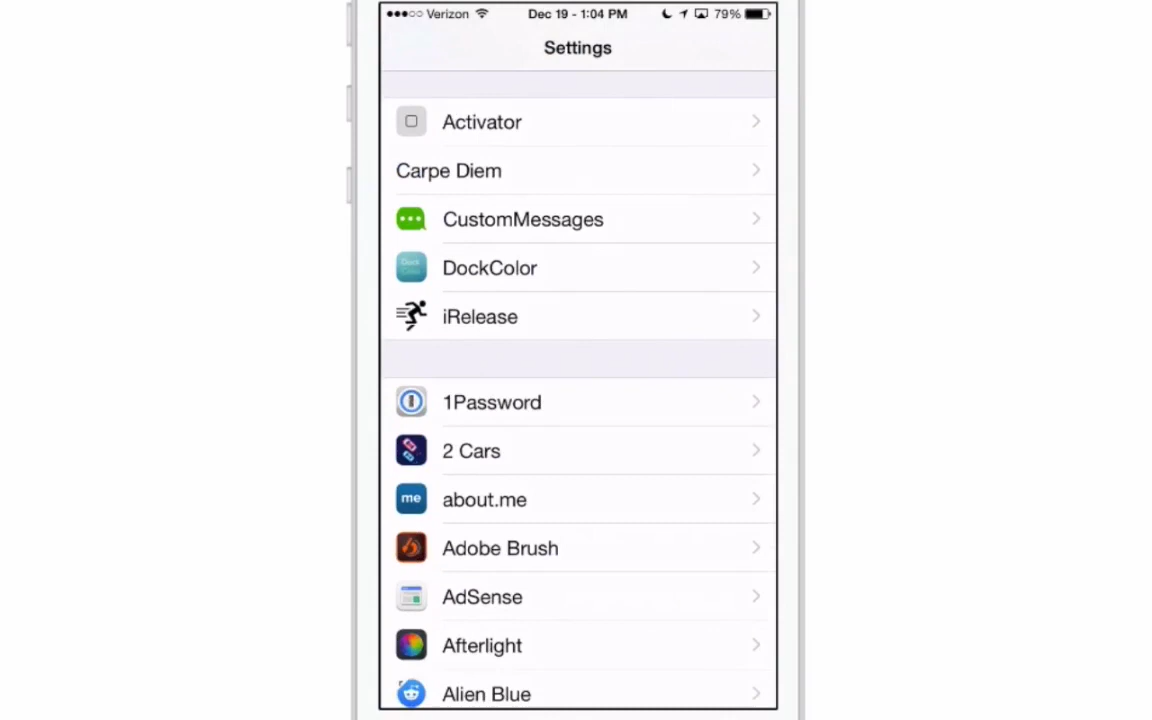 Verizon Dec 19 - 1:04 PM 79%
Settings
Activator
Carpe Diem
CustomMessages
DockColor
iRelease
1Password
2 Cars
me about.me
Adobe Brush
AdSense
Afterlight
Alien Blue